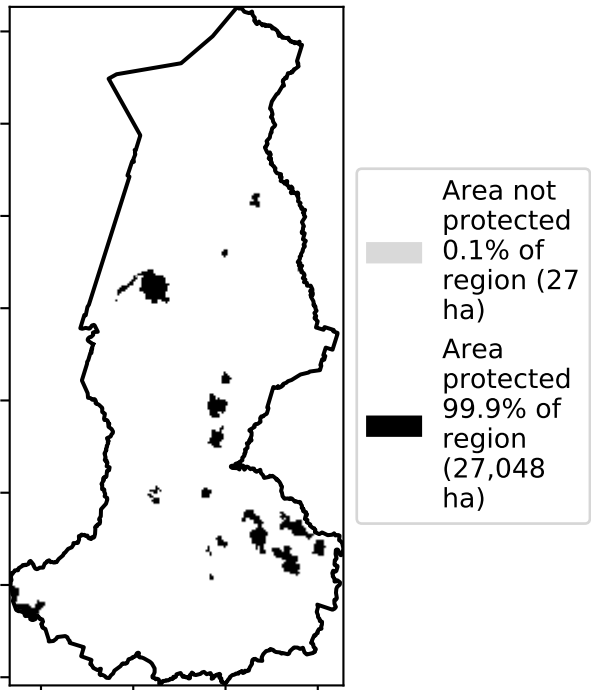 Area not
protected
0.1% of
region (27
ha)
Area
protected
99.9% of
region
(27,048
ha)